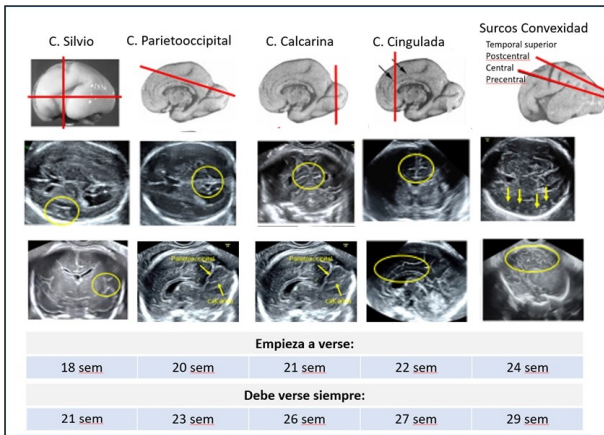 C. Silvio
C. Parietooccipital
C. Calcarina
C. Cingulada
Surcos Convexidad
Temporal superior
Postcentral
Central
Precentral
Parietooccipital
Calcarina
Parietooccipital
Calcarina
Empieza a verse:
18 sem 20 sem 21 sem 22 sem 24 sem
Debe verse siempre:
21 sem 23 sem 26 sem 27 sem 29 sem